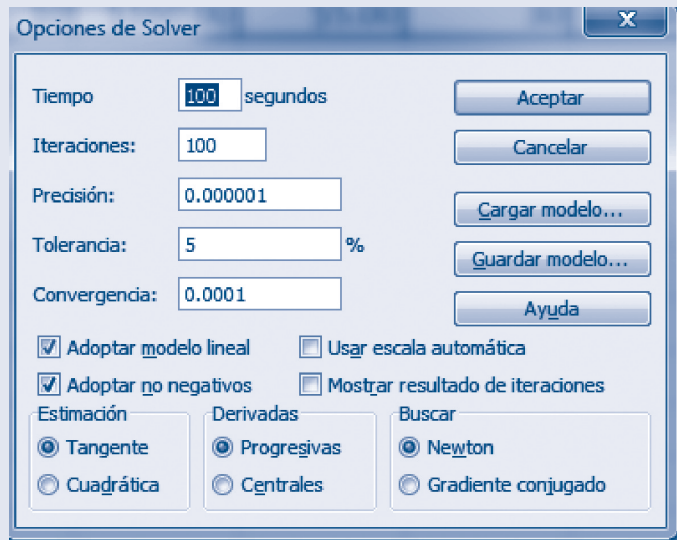 Opciones de Solver
Tiempo 100 segundos
Aceptar
Iteraciones: 100
Cancelar
Precisión: 0.000001
Cargar modelo...
Tolerancia: 5 %
Guardar modelo...
Convergencia: 0.0001
Ayuda
Adoptar modelo lineal
Usar escala automática
Adoptar no negativos
Mostrar resultado de iteraciones
Estimación
Tangente
Cuadrática
Derivadas
Progresivas
Centrales
Buscar
Newton
Gradiente conjugado